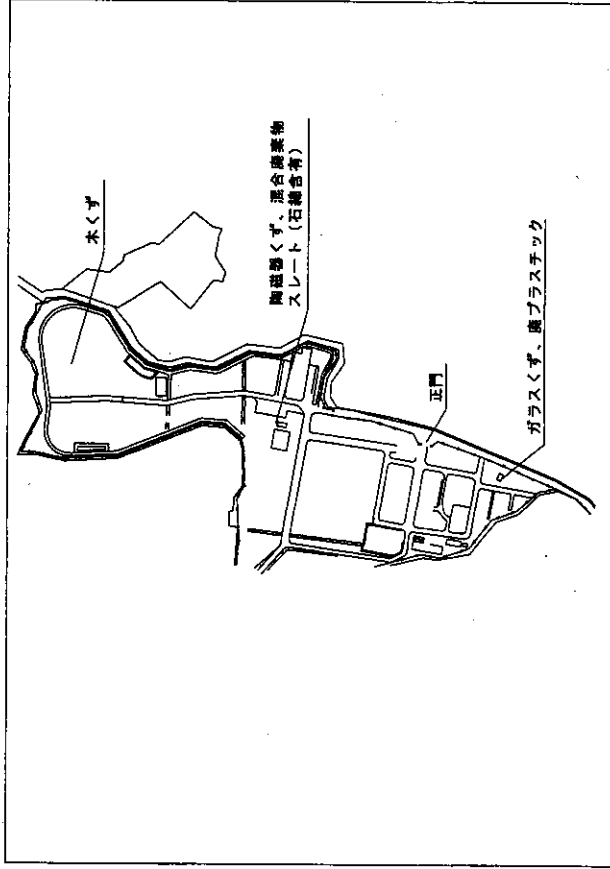 木くず
陶磁器くず、混合廃棄物
スレート（石綿含有）
正門
ガラスくず、廃プラスチック